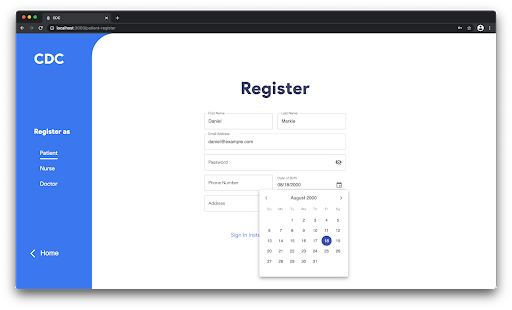 CDC
localhost:3000/patient-register
CDC
Register
Register as
Patient
Nurse
Doctor
Home
First Name
Daniel
Last Name
Markle
Email Address
daniel@example.com
Password
Phone Number
Date of Birth
08/18/2000
Address
Sign In Inste
August 2000
Su Mo Tu We Th Fr Sa
1 2 3 4 5
6 7 8 9 10 11 12
13 14 15 16 17 18 19
20 21 22 23 24 25 26
27 28 29 30 31